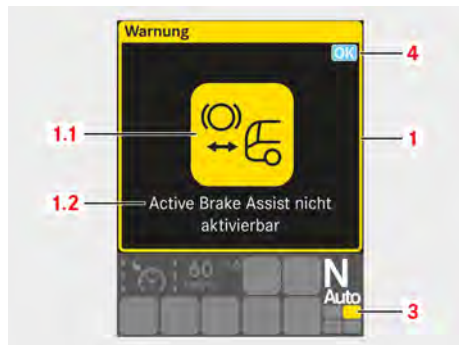 Warnung
OK
4
1.1
1
1.2
Active Brake Assist nicht
aktivierbar
60
N
Auto
3